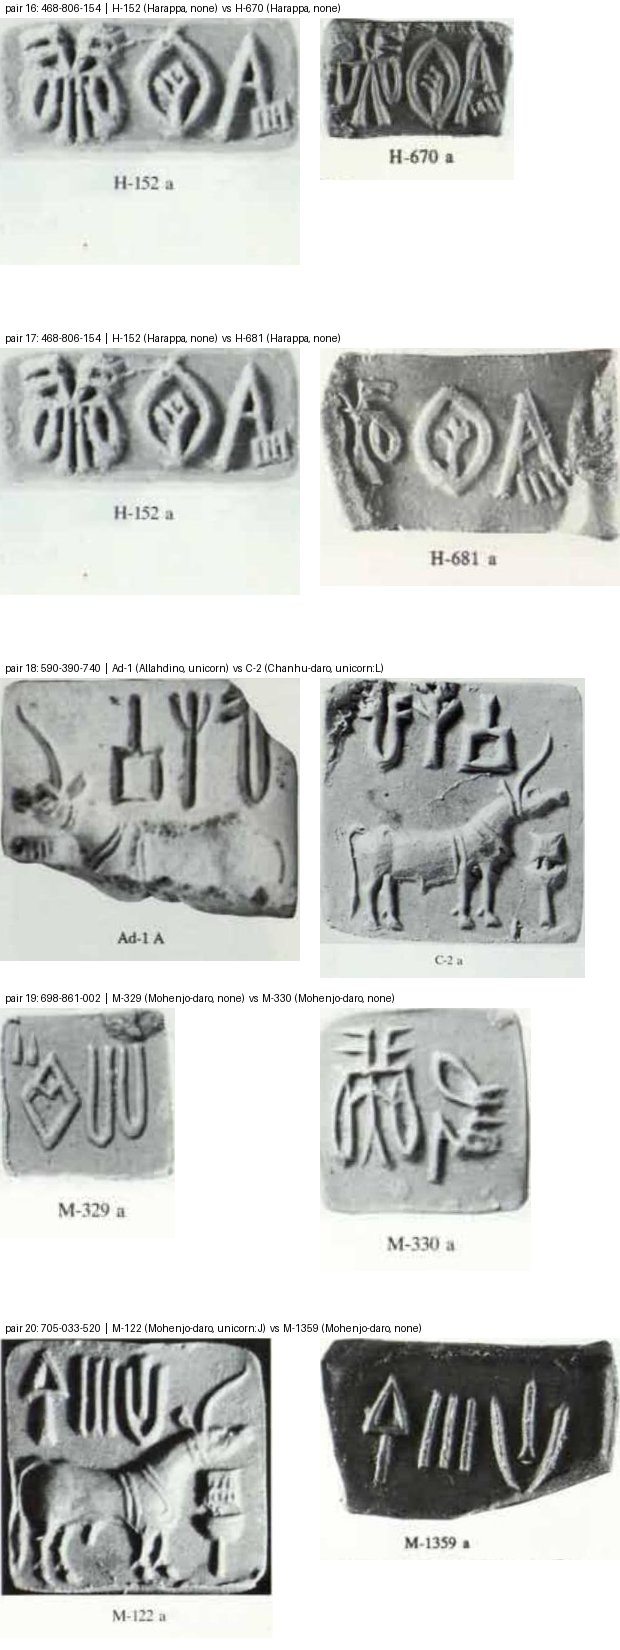 pair 16: 468-806-154 | H-152 (Harappa, none) vs H-670 (Harappa, none)
H-152 a
H-670 a
pair 17: 468-806-154 | H-152 (Harappa, none) vs H-681 (Harappa, none)
H-152 a
H-681 a
pair 18: 590-390-740 | Ad-1 (Allahdino, unicorn) vs C-2 (Chanhu-daro, unicorn:L)
Ad-1 A
C-2 a
pair 19: 698-861-002 | M-329 (Mohenjo-daro, none) vs M-330 (Mohenjo-daro, none)
M-329 a
M-330 a
pair 20: 705-033-520 | M-122 (Mohenjo-daro, unicorn:J) vs M-1359 (Mohenjo-daro, none)
M-122 a
M-1359 a